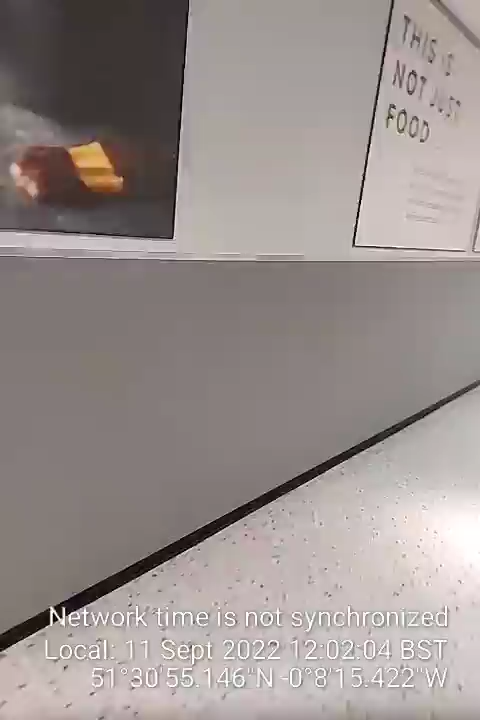 THIS IS
NOT JUST
FOOD
Network time is not synchronized
Local: 11 Sept 2022 12:02:04 BST
51°30'55.146"N -0°8'15.422"W